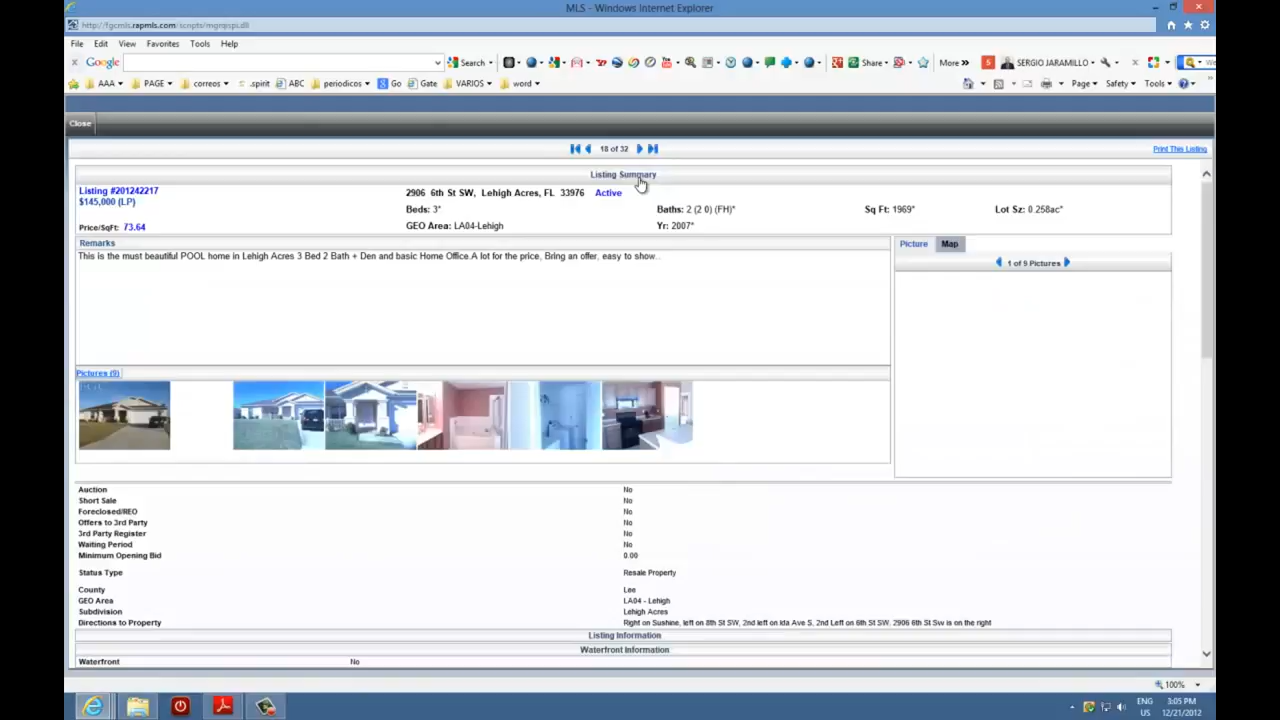 MLS - Windows Internet Explorer
http://fgcmls.rapmls.com/scripts/mgrqispi.dll
File Edit View Favorites Tools Help
Google Search Share More » SERGIO JARAMILLO
AAA PAGE correos .spirit ABC periodicos Go Gate VARIOS word Page Safety Tools
Close
18 of 32 Print This Listing
Listing Summary
Listing #201242217 2906 6th St SW, Lehigh Acres, FL 33976 Active
$145,000 (LP) Beds: 3* Baths: 2 (2 0) (FH)* Sq Ft: 1969* Lot Sz: 0.258ac*
Price/SqFt: 73.64 GEO Area: LA04-Lehigh Yr: 2007*
Remarks Picture Map
This is the must beautiful POOL home in Lehigh Acres 3 Bed 2 Bath + Den and basic Home Office.A lot for the price, Bring an offer, easy to show..
1 of 9 Pictures
Pictures (9)
Auction No
Short Sale No
Foreclosed/REO No
Offers to 3rd Party No
3rd Party Register No
Waiting Period No
Minimum Opening Bid 0.00
Status Type Resale Property
County Lee
GEO Area LA04 - Lehigh
Subdivision Lehigh Acres
Directions to Property Right on Sushine, left on 8th St SW, 2nd left on Ida Ave S, 2nd Left on 6th St SW, 2906 6th St Sw is on the right
Listing Information
Waterfront Information
Waterfront No
100%
ENG 3:05 PM
US 12/21/2012